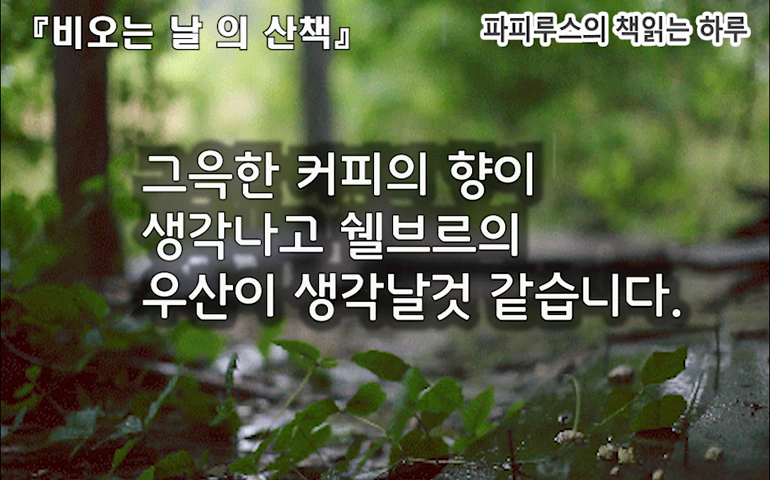 『비오는 날 의 산책』
파피루스의 책읽는 하루
그윽한 커피의 향이
생각나고 쉘브르의
우산이 생각날것 같습니다.